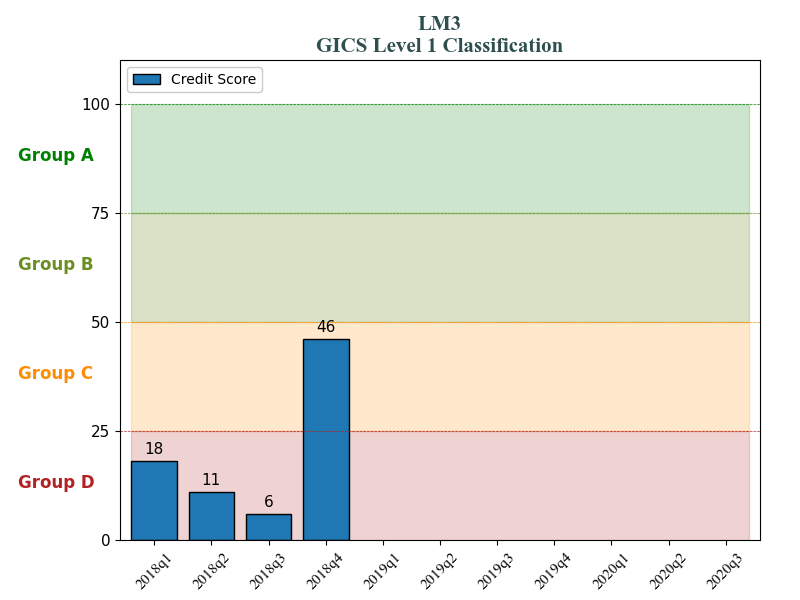 LM3
GICS Level 1 Classification
Credit Score
100
Group A
75
Group B
50
46
Group C
25
18
11
6
Group D
0
2018q1
2018q2
2018q3
2018q4
2019q1
2019q2
2019q3
2019q4
2020q1
2020q2
2020q3